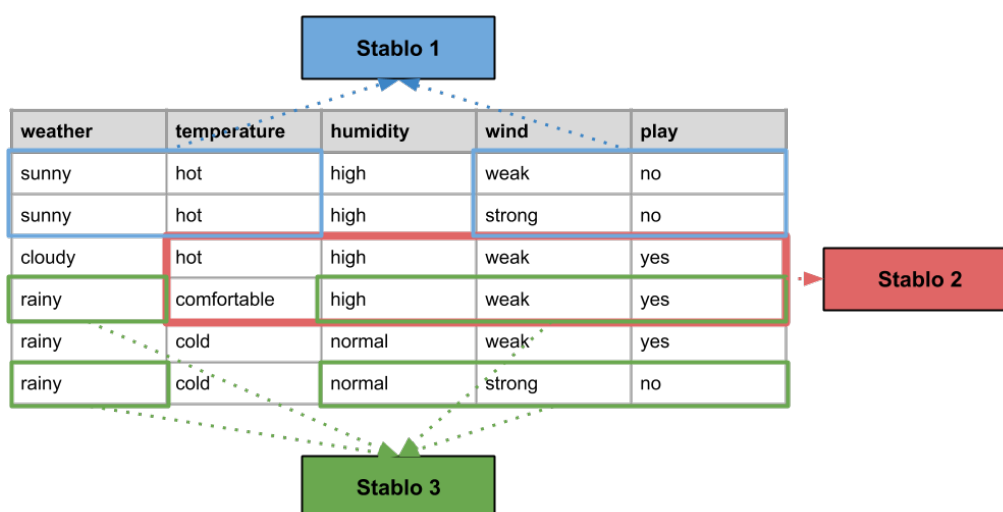 Stablo 1
weather temperature humidity wind play
sunny hot high weak no
sunny hot high strong no
cloudy hot high weak yes
rainy comfortable high weak yes
rainy cold normal weak yes
rainy cold normal strong no
Stablo 2
Stablo 3